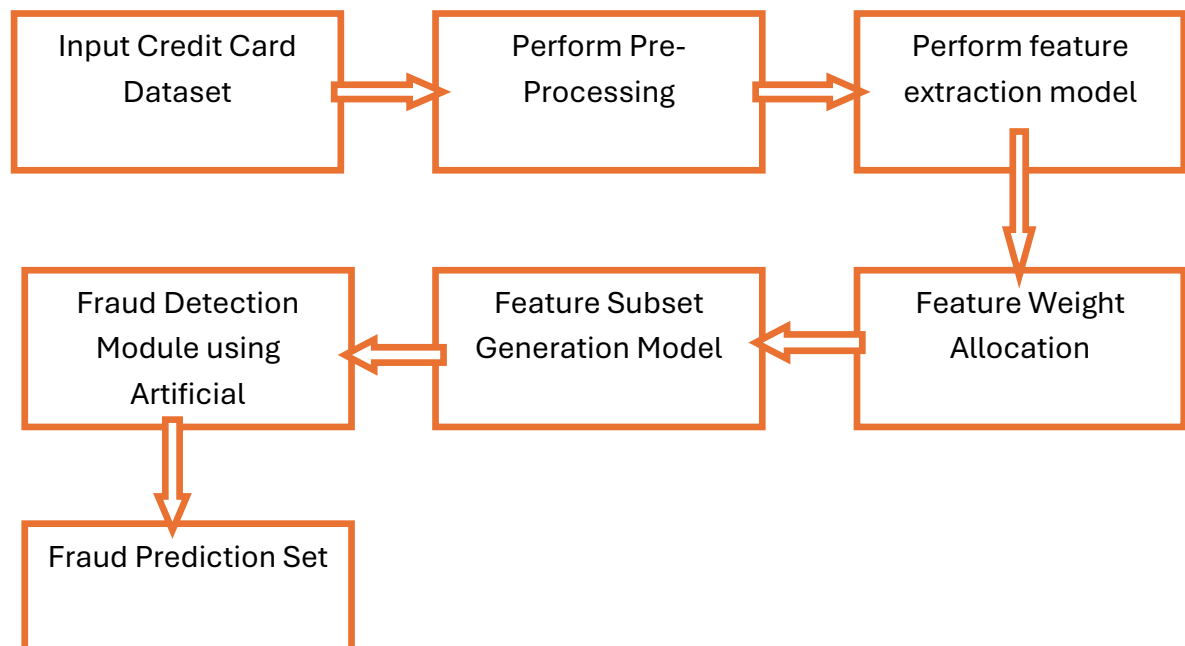 Input Credit Card
Dataset
Perform Pre-
Processing
Perform feature
extraction model
Feature Weight
Allocation
Feature Subset
Generation Model
Fraud Detection
Module using
Artificial
Fraud Prediction Set